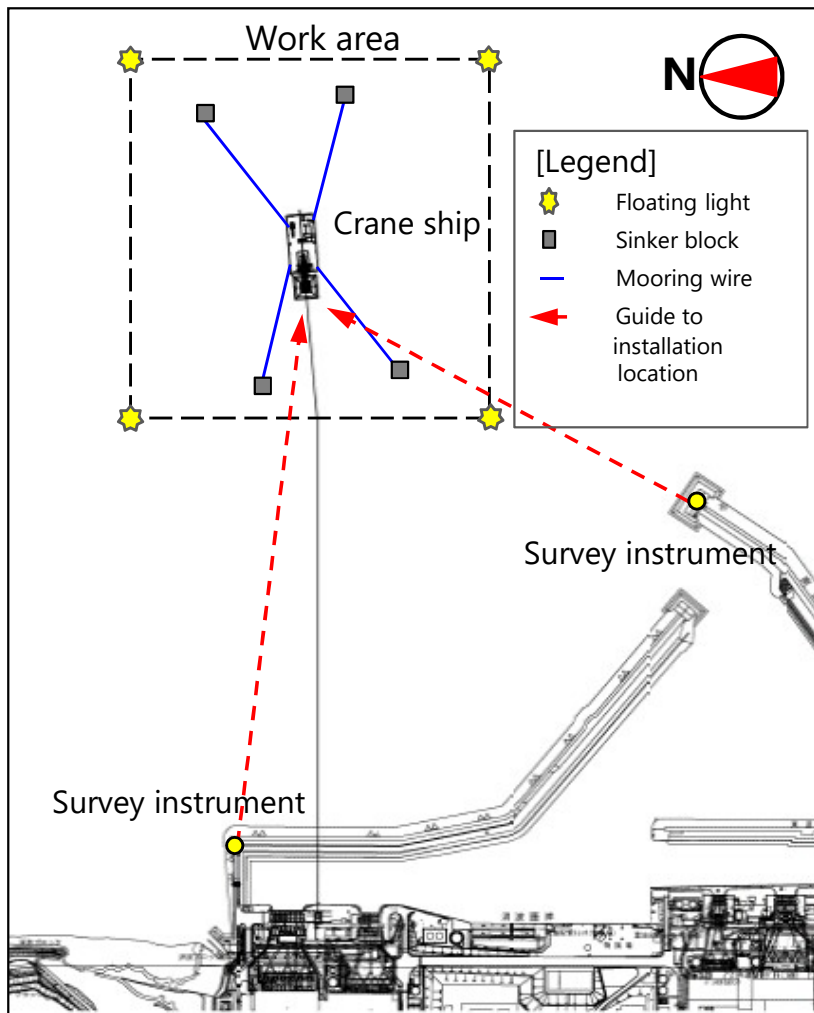 Work area
N
[Legend]
Floating light
Sinker block
Mooring wire
Guide to
installation
location
Crane ship
Survey instrument
Survey instrument